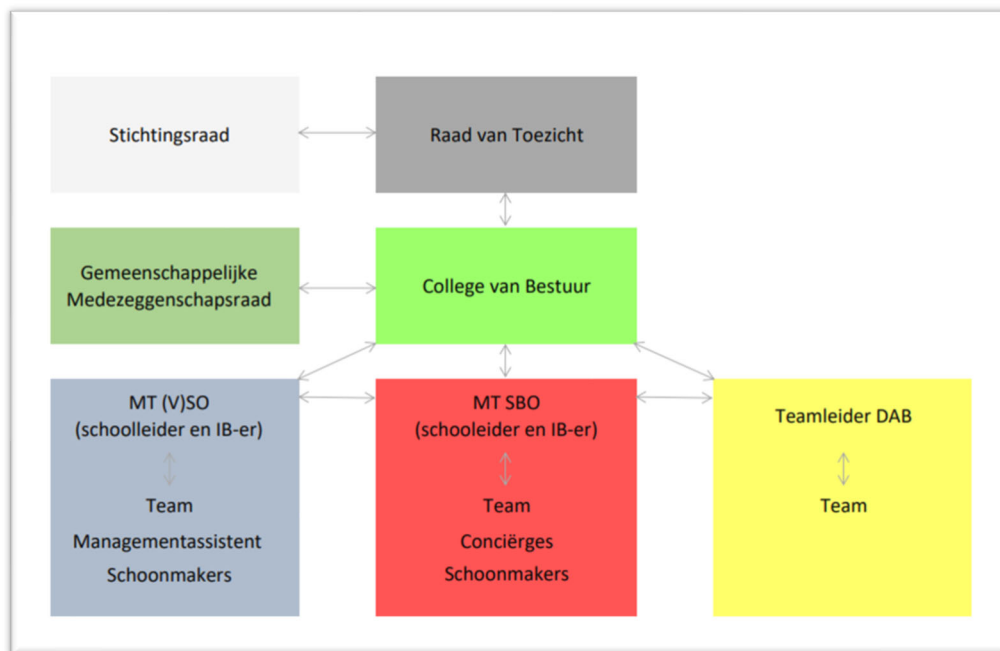 Stichtingsraad
Raad van Toezicht
Gemeenschappelijke
Medezeggenschapsraad
College van Bestuur
MT (V)SO
(schoolleider en IB-er)
Team
Managementassistent
Schoonmakers
MT SBO
(schooleider en IB-er)
Team
Conciërges
Schoonmakers
Teamleider DAB
Team